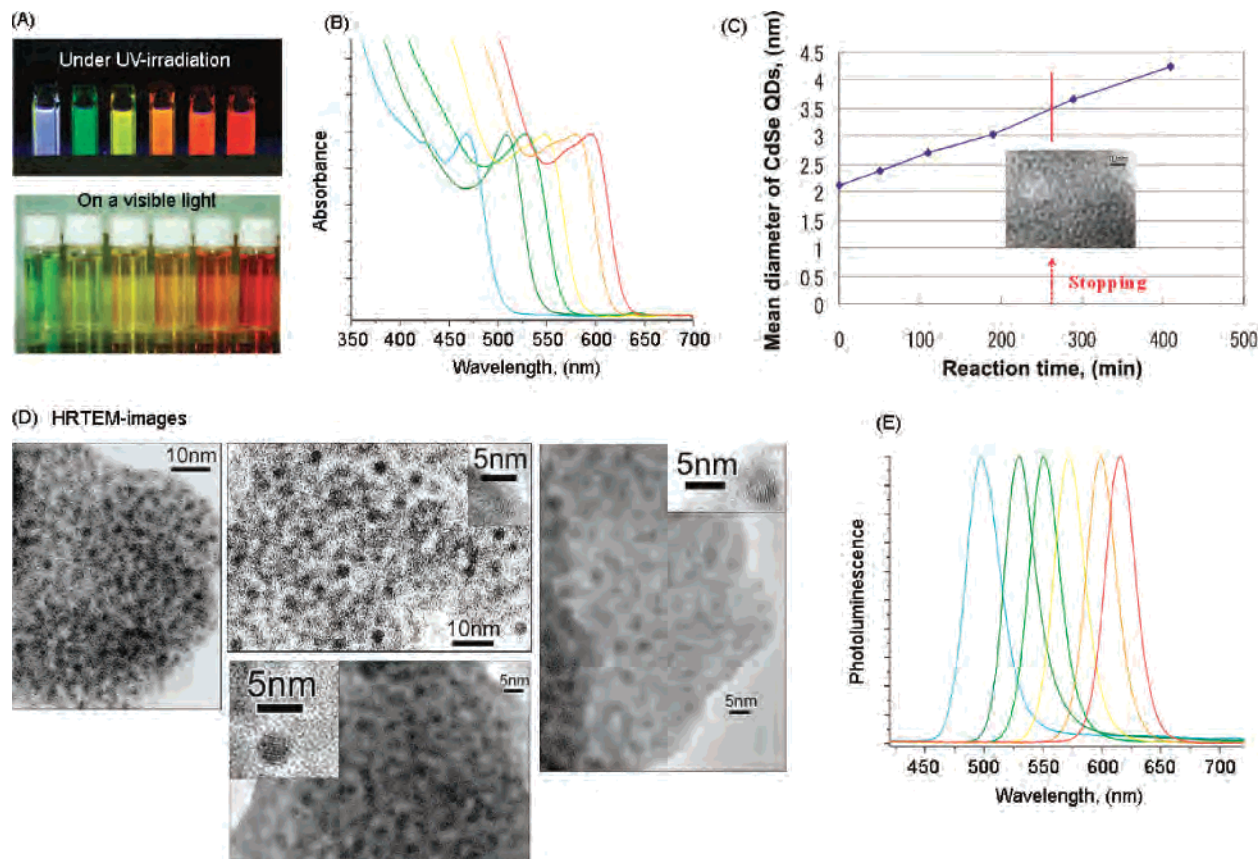 (A)
Under UV-irradiation
On a visible light
(B)
Absorbance
350 400 450 500 550 600 650 700
Wavelength, (nm)
(C)
Mean diameter of CdSe QDs, (nm)
4.5
4
3.5
3
2.5
2
1.5
1
0.5
0
Stopping
0 100 200 300 400 500
Reaction time, (min)
(D) HRTEM-images
10nm
5nm
10nm
5nm
5nm
5nm
5nm
(E)
Photoluminescence
450 500 550 600 650 700
Wavelength, (nm)